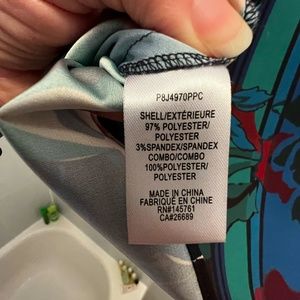 P8J4970PPC
SHELL/EXTÉRIEURE
97% POLYESTER/
POLYESTER
3%SPANDEX/SPANDEX
COMBO/COMBO
100%POLYESTER/
POLYESTER
MADE IN CHINA
FABRIQUÉ EN CHINE
RN#145761
CA#26689